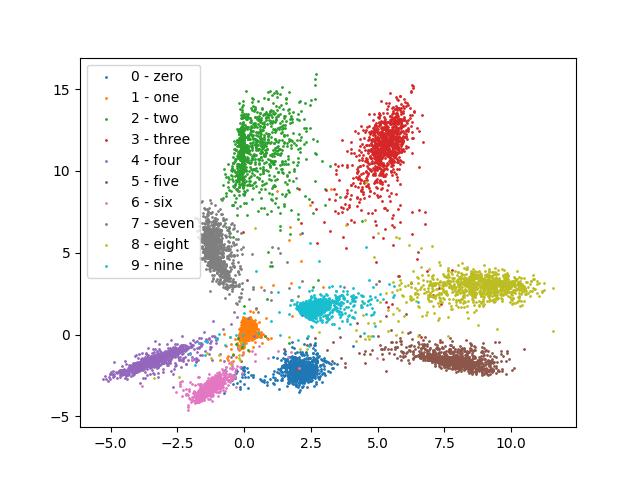 0 - zero
1 - one
2 - two
3 - three
4 - four
5 - five
6 - six
7 - seven
8 - eight
9 - nine
15
10
5
0
−5
−5.0 −2.5 0.0 2.5 5.0 7.5 10.0